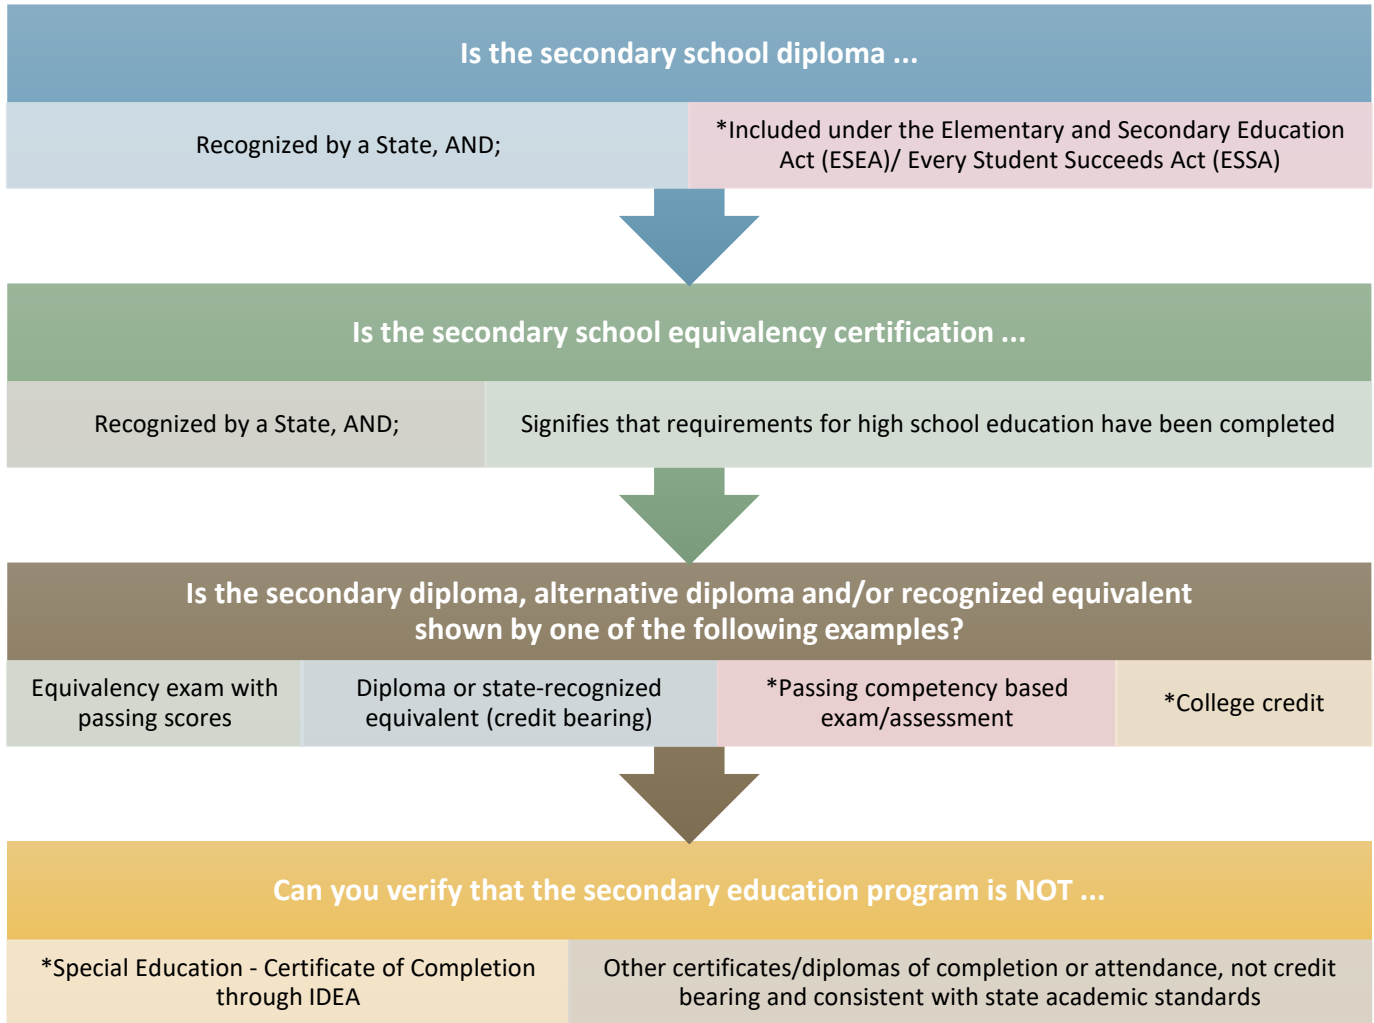 Is the secondary school diploma ...
Recognized by a State, AND;
*Included under the Elementary and Secondary Education
Act (ESEA)/ Every Student Succeeds Act (ESSA)
Is the secondary school equivalency certification ...
Recognized by a State, AND;
Signifies that requirements for high school education have been completed
Is the secondary diploma, alternative diploma and/or recognized equivalent
shown by one of the following examples?
Equivalency exam with
passing scores
Diploma or state-recognized
equivalent (credit bearing)
*Passing competency based
exam/assessment
*College credit
Can you verify that the secondary education program is NOT ...
*Special Education - Certificate of Completion
through IDEA
Other certificates/diplomas of completion or attendance, not credit
bearing and consistent with state academic standards